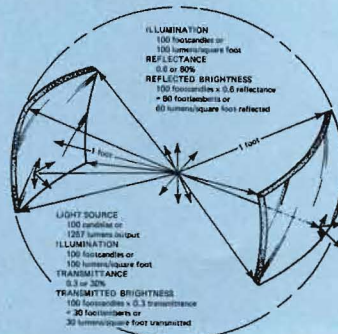 ILLUMINATION
100 footcandles or
100 lumens/square foot
REFLECTANCE
0.6 or 60%
REFLECTED BRIGHTNESS
100 footcandles x 0.6 reflectance
= 60 footlamberts or
60 lumens/square foot reflected
1 foot
1 foot
LIGHT SOURCE
100 candelas or
1257 lumens output
ILLUMINATION
100 footcandles or
100 lumens/square foot
TRANSMITTANCE
0.3 or 30%
TRANSMITTED BRIGHTNESS
100 footcandles x 0.3 transmittance
= 30 footlamberts or
30 lumens/square foot transmitted